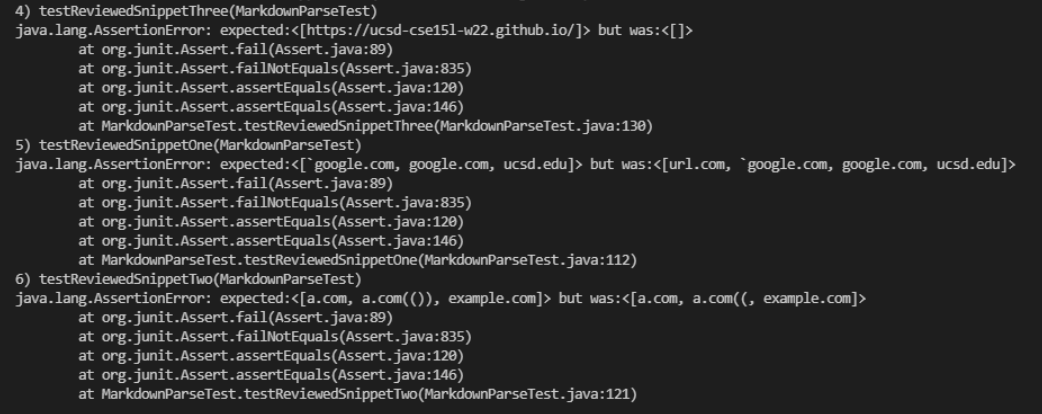 4) testReviewedSnippetThree(MarkdownParseTest)
java.lang.AssertionError: expected:<[https://ucsd-cse15l-w22.github.io/]> but was:<[]>
at org.junit.Assert.fail(Assert.java:89)
at org.junit.Assert.failNotEquals(Assert.java:835)
at org.junit.Assert.assertEquals(Assert.java:120)
at org.junit.Assert.assertEquals(Assert.java:146)
at MarkdownParseTest.testReviewedSnippetThree(MarkdownParseTest.java:130)
5) testReviewedSnippetOne(MarkdownParseTest)
java.lang.AssertionError: expected:<[`google.com, google.com, ucsd.edu]> but was:<[url.com, `google.com, google.com, ucsd.edu]>
at org.junit.Assert.fail(Assert.java:89)
at org.junit.Assert.failNotEquals(Assert.java:835)
at org.junit.Assert.assertEquals(Assert.java:120)
at org.junit.Assert.assertEquals(Assert.java:146)
at MarkdownParseTest.testReviewedSnippetOne(MarkdownParseTest.java:112)
6) testReviewedSnippetTwo(MarkdownParseTest)
java.lang.AssertionError: expected:<[a.com, a.com(()), example.com]> but was:<[a.com, a.com((, example.com]>
at org.junit.Assert.fail(Assert.java:89)
at org.junit.Assert.failNotEquals(Assert.java:835)
at org.junit.Assert.assertEquals(Assert.java:120)
at org.junit.Assert.assertEquals(Assert.java:146)
at MarkdownParseTest.testReviewedSnippetTwo(MarkdownParseTest.java:121)